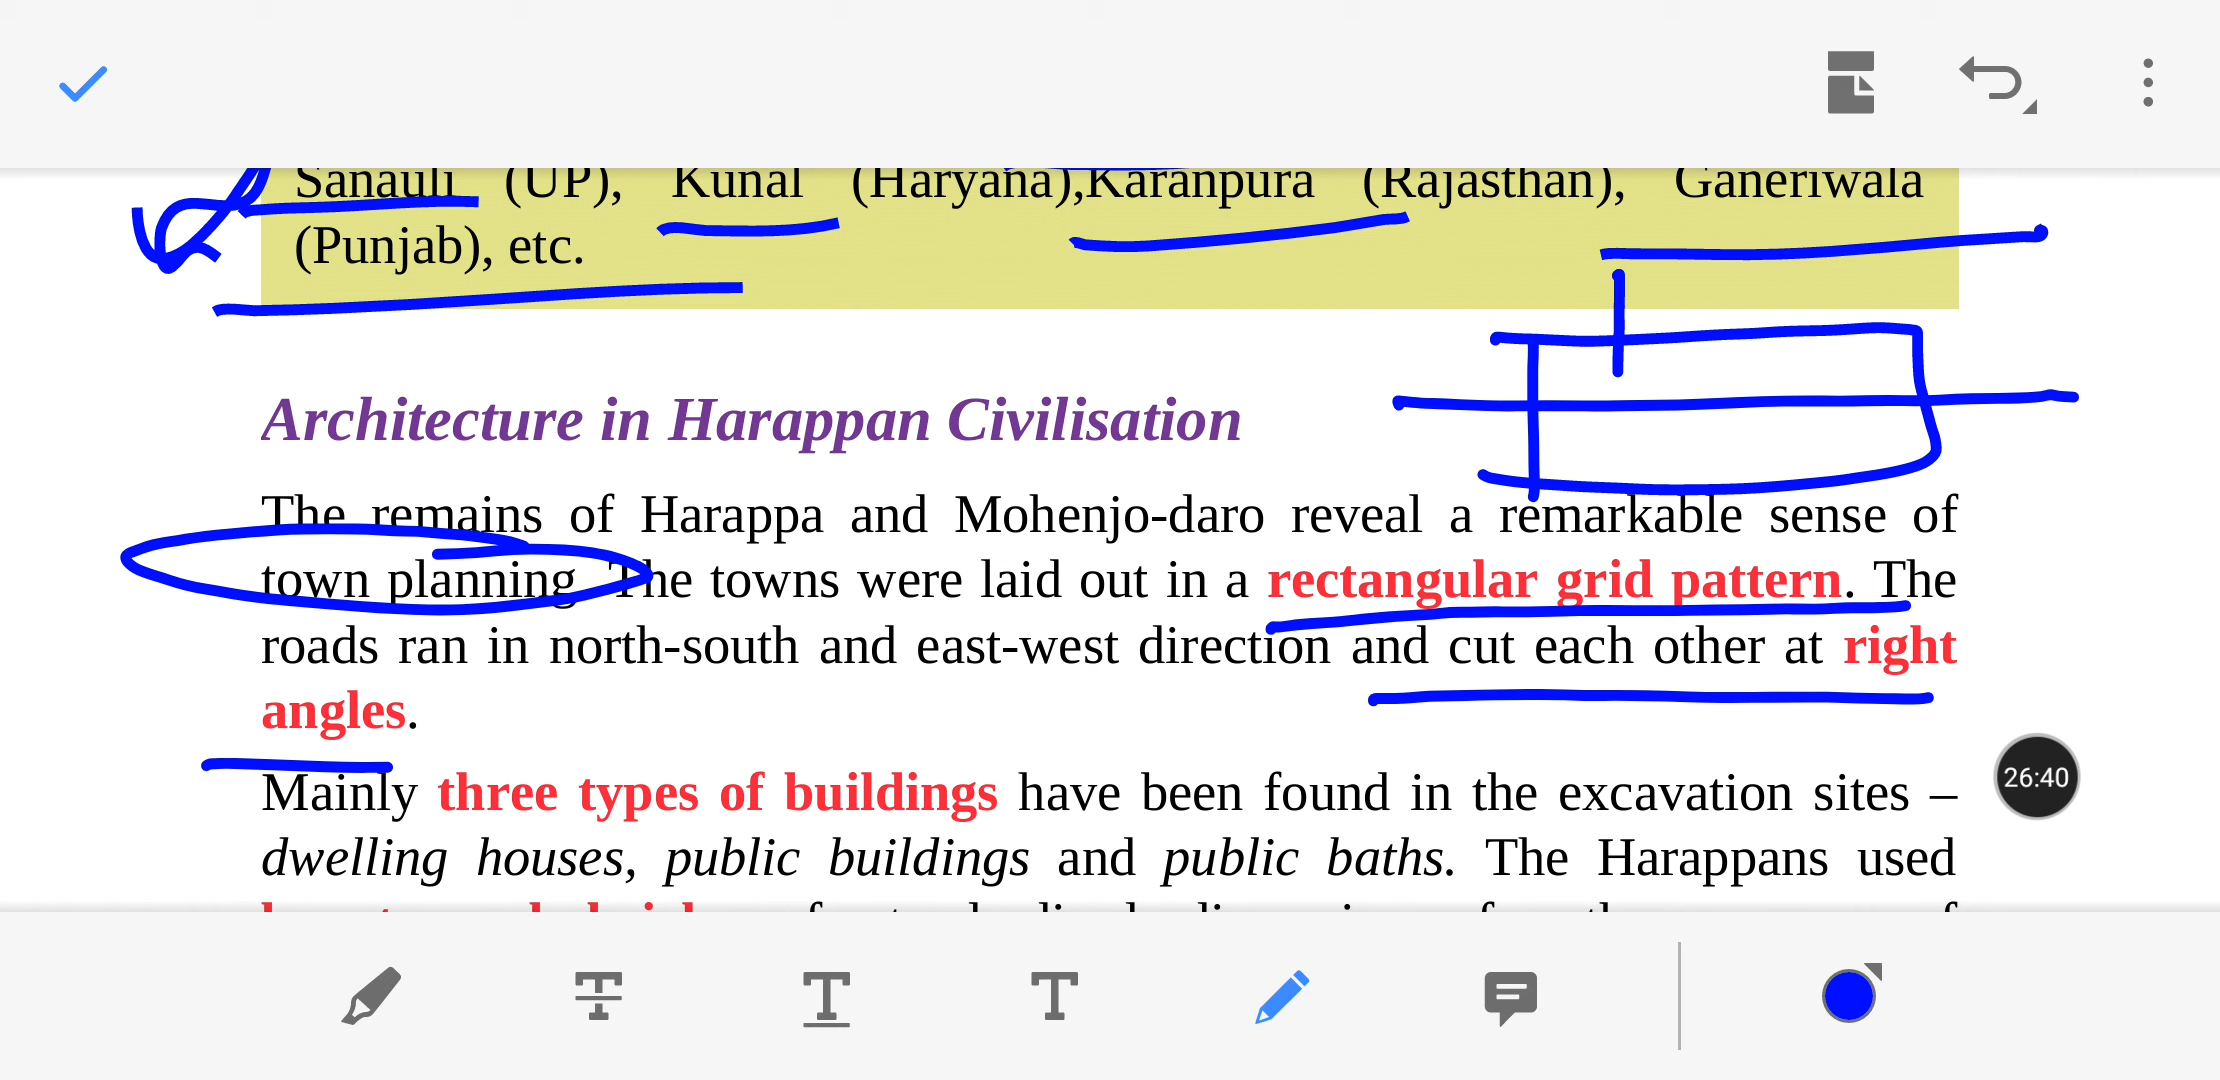 Sanauli (UP), Kunal (Haryana),Karanpura (Rajasthan), Ganeriwala
(Punjab), etc.
Architecture in Harappan Civilisation
The remains of Harappa and Mohenjo-daro reveal a remarkable sense of
town planning. The towns were laid out in a rectangular grid pattern. The
roads ran in north-south and east-west direction and cut each other at right
angles.
26:40
Mainly three types of buildings have been found in the excavation sites –
dwelling houses, public buildings and public baths. The Harappans used